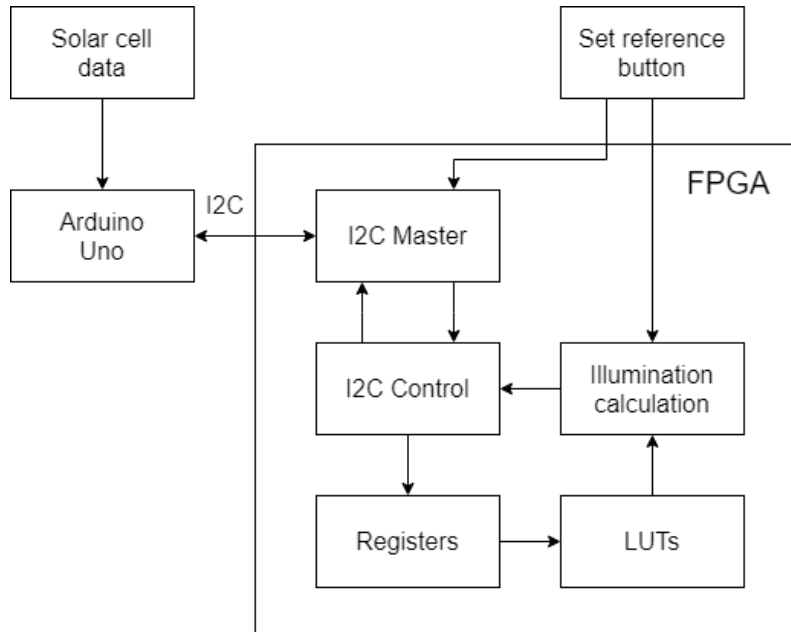 Solar cell
data
Set reference
button
FPGA
Arduino
Uno
I2C
I2C Master
I2C Control
Illumination
calculation
Registers
LUTs